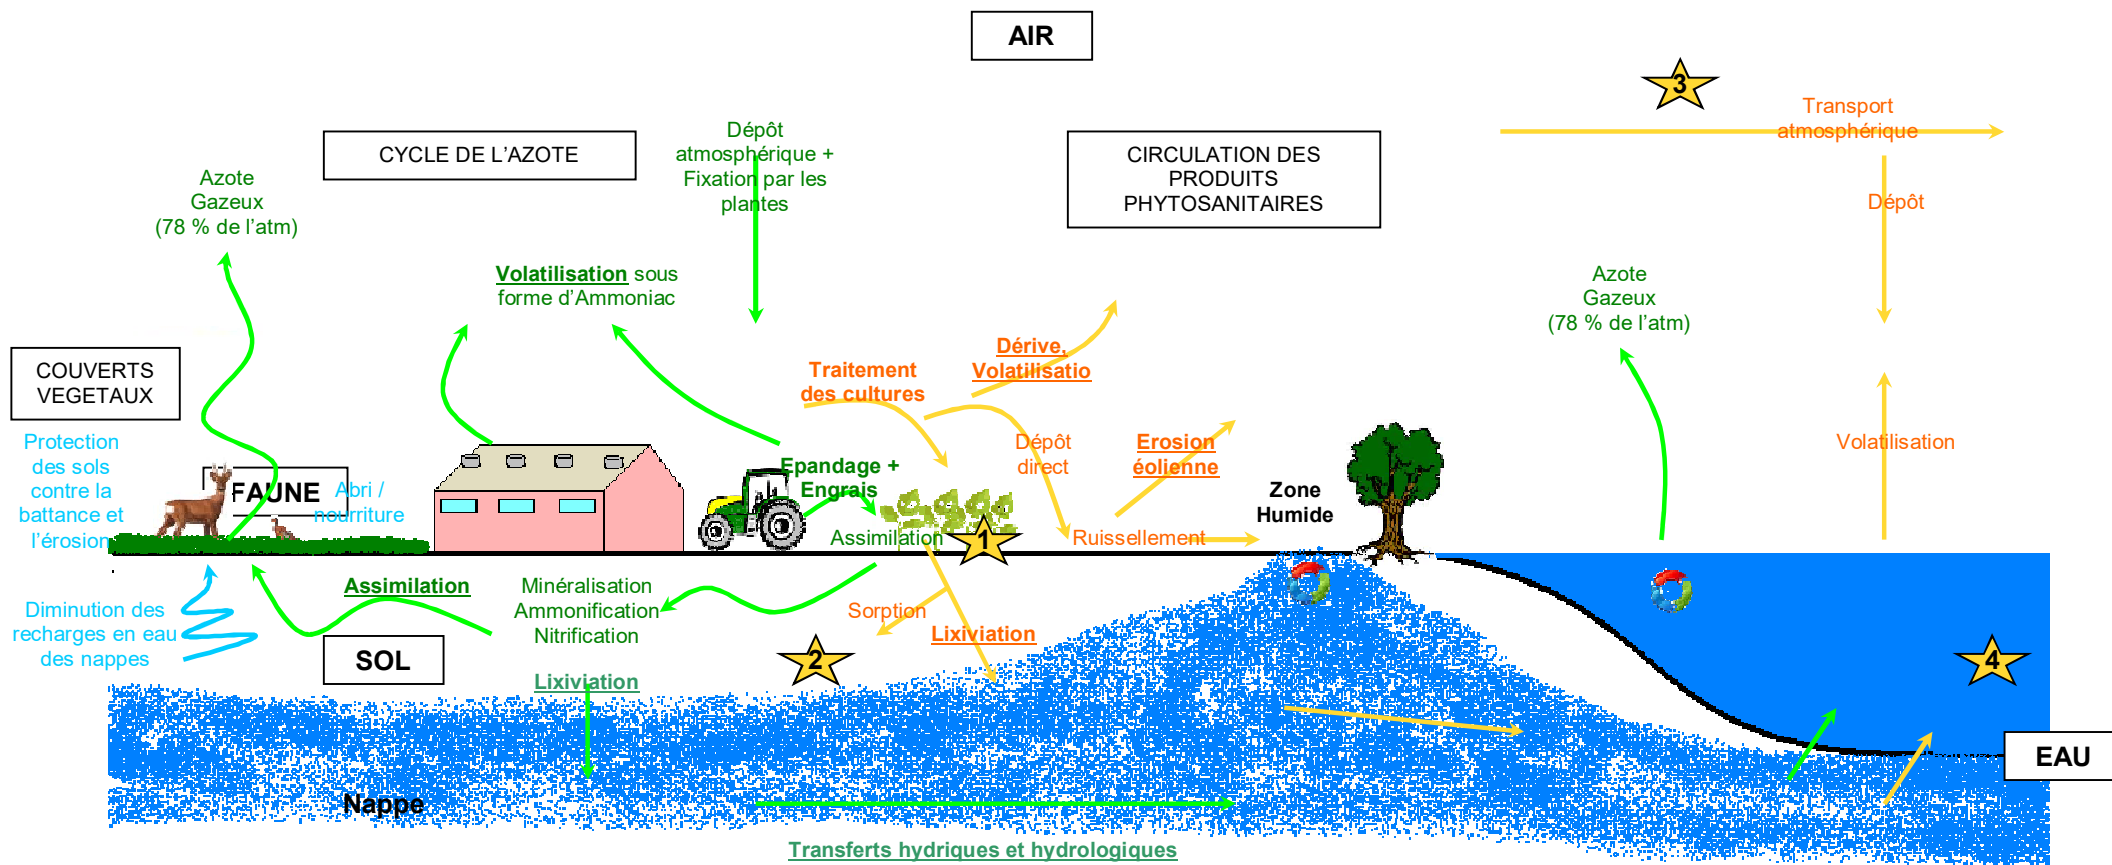 AIR
3
Transport
atmosphérique
CYCLE DE L'AZOTE
Dépôt
atmosphérique +
Fixation par les
plantes
CIRCULATION DES
PRODUITS
PHYTOSANITAIRES
Azote
Gazeux
(78 % de l'atm)
Dépôt
Volatilisation sous
forme d'Ammoniac
Azote
Gazeux
(78 % de l'atm)
COUVERTS
VEGETAUX
Traitement
des cultures
Dérive,
Volatilisatio
Protection
des sols
contre la
battance et
l'érosion
FAUNE
Abri /
nourriture
Epandage +
Engrais
Dépôt
direct
Erosion
éolienne
Zone
Humide
Volatilisation
Assimilation
1
Ruissellement
Diminution des
recharges en eau
des nappes
Assimilation
Minéralisation
Ammonification
Nitrification
Sorption
Lixiviation
SOL
2
4
Lixiviation
EAU
Nappe
Transferts hydriques et hydrologiques